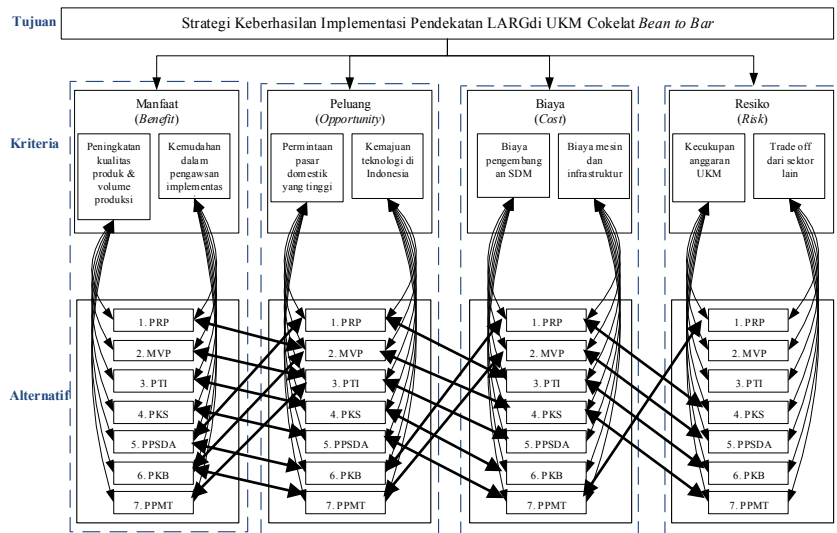 Tujuan
Strategi Keberhasilan Implementasi Pendekatan LARGdi UKM Cokelat Bean to Bar
Kriteria
Manfaat
(Benefit)
Peningkatan
kualitas
produk &
volume
produksi
Kemudahan
dalam
pengawsan
implementas
Peluang
(Opportunity)
Permintaan
pasar
domestik
yang tinggi
Kemajuan
teknologi di
Indonesia
Biaya
(Cost)
Biaya
pengembang
an SDM
Biaya mesin
dan
infrastruktur
Resiko
(Risk)
Kecukupan
anggaran
UKM
Trade off
dari sektor
lain
Alternatif
1. PRP
2. MVP
3. PTI
4. PKS
5. PPSDA
6. PKB
7. PPMT
1. PRP
2. MVP
3. PTI
4. PKS
5. PPSDA
6. PKB
7. PPMT
1. PRP
2. MVP
3. PTI
4. PKS
5. PPSDA
6. PKB
7. PPMT
1. PRP
2. MVP
3. PTI
4. PKS
5. PPSDA
6. PKB
7. PPMT